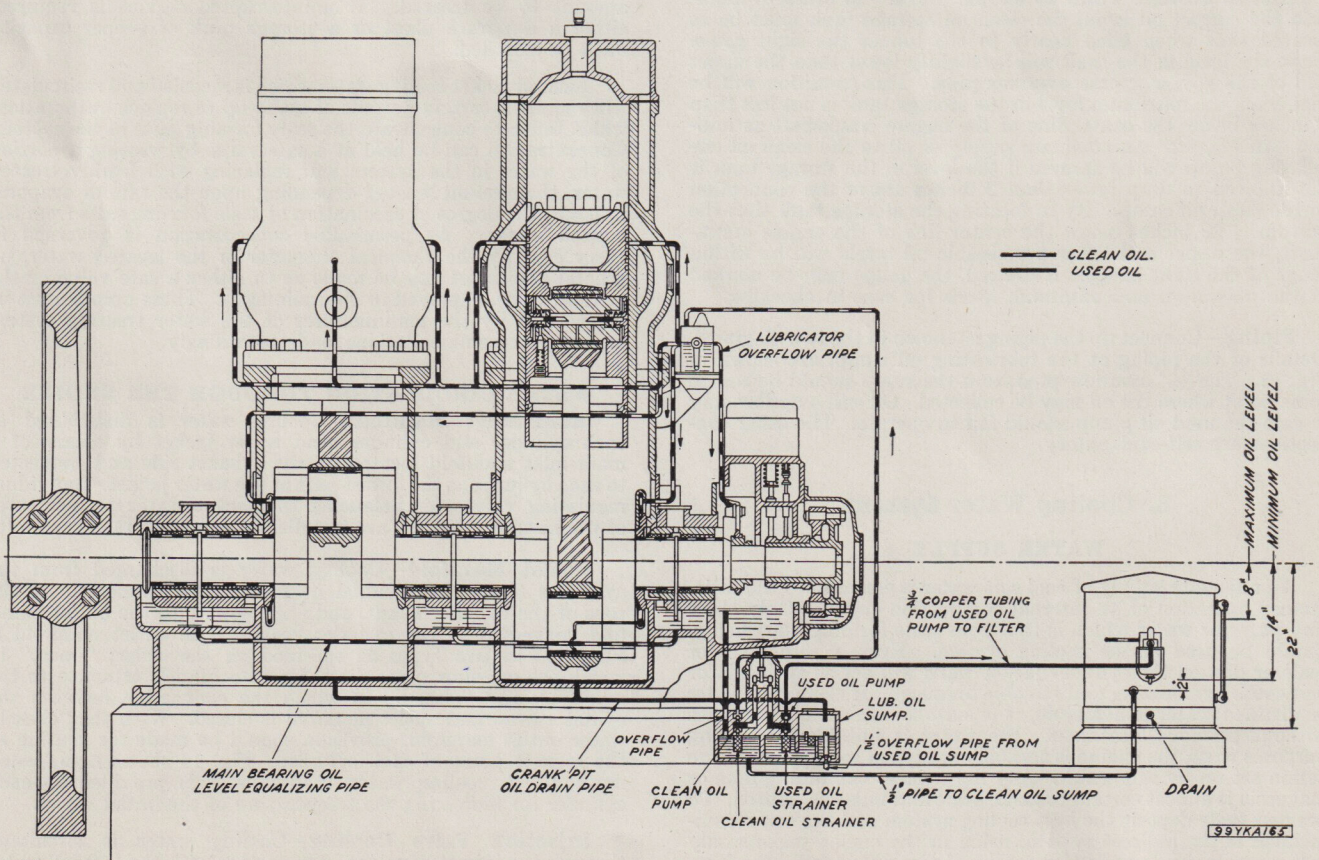 CLEAN OIL.
USED OIL
LUBRICATOR
OVERFLOW PIPE
MAXIMUM OIL LEVEL
MINIMUM OIL LEVEL
8"
14"
22"
3/4" COPPER TUBING
FROM USED OIL
PUMP TO FILTER
2"
USED OIL PUMP
LUB. OIL
SUMP.
OVERFLOW
PIPE
1/2" OVERFLOW PIPE FROM
USED OIL SUMP
MAIN BEARING OIL
LEVEL EQUALIZING PIPE
CRANK PIT
OIL DRAIN PIPE
CLEAN OIL
PUMP
USED OIL
STRAINER
CLEAN OIL STRAINER
1/2" PIPE TO CLEAN OIL SUMP
DRAIN
99YKA165